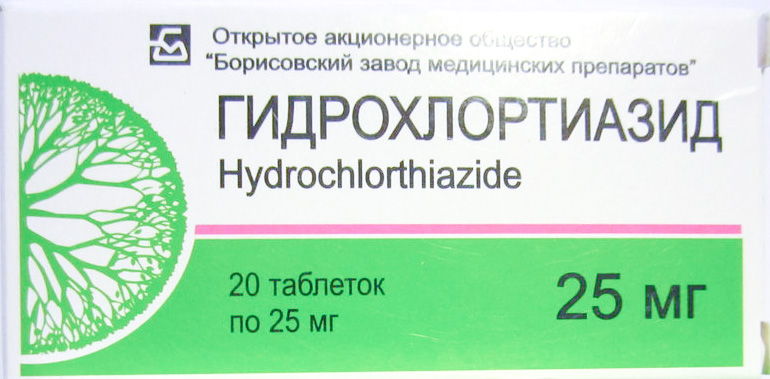 Открытое акционерное общество
"Борисовский завод медицинских препаратов"
ГИДРОХЛОРТИАЗИД
Hydrochlorthiazide
20 таблеток
по 25 мг
25 мг